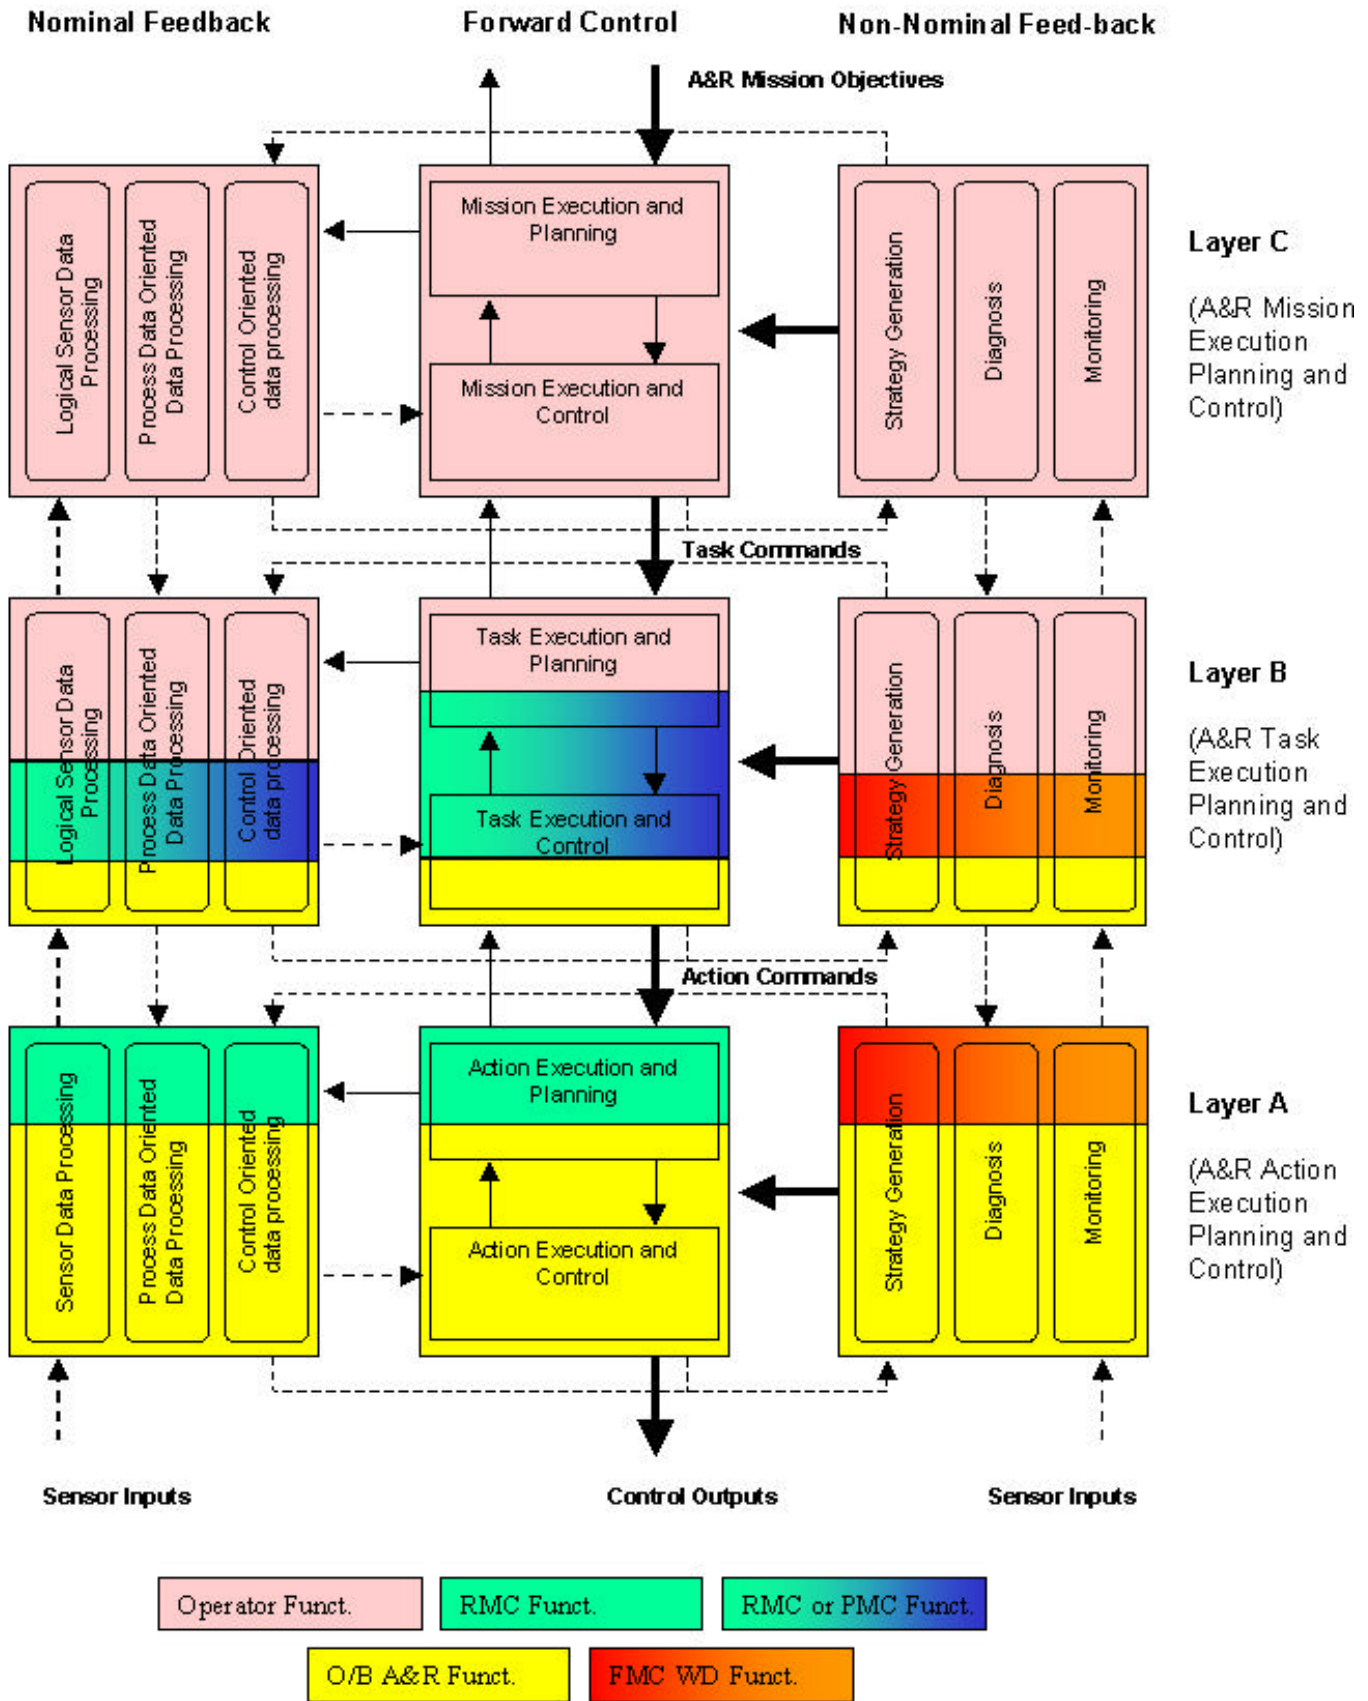 Nominal Feedback
Forward Control
Non-Nominal Feed-back
A&R Mission Objectives
Logical Sensor Data
Processing
Process Data Oriented
Data Processing
Control Oriented
data processing
Mission Execution and
Planning
Mission Execution and
Control
Strategy Generation
Diagnosis
Monitoring
Layer C
(A&R Mission
Execution
Planning and
Control)
Task Commands
Logical Sensor Data
Processing
Process Data Oriented
Data Processing
Control Oriented
data processing
Task Execution and
Planning
Task Execution and
Control
Strategy Generation
Diagnosis
Monitoring
Layer B
(A&R Task
Execution
Planning and
Control)
Action Commands
Sensor Data Processing
Process Data Oriented
Data Processing
Control Oriented
data processing
Action Execution and
Planning
Action Execution and
Control
Strategy Generation
Diagnosis
Monitoring
Layer A
(A&R Action
Execution
Planning and
Control)
Sensor Inputs
Control Outputs
Sensor Inputs
Operator Funct.
RMC Funct.
RMC or PMC Funct.
O/B A&R Funct.
FMC WD Funct.